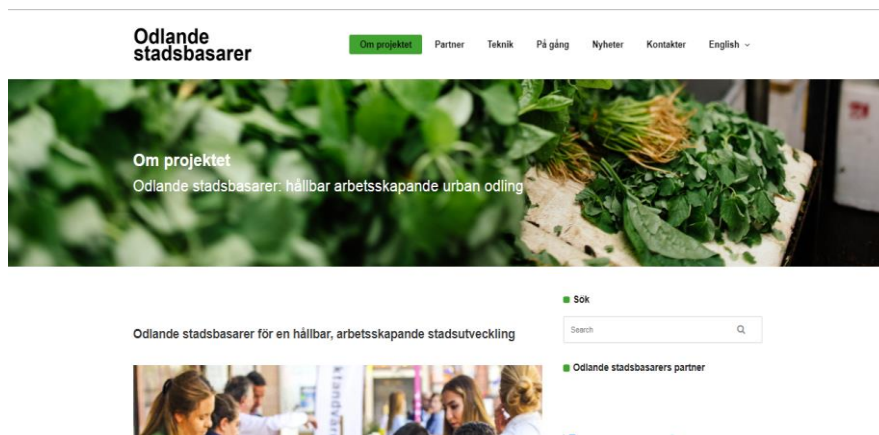 Odlande
stadsbasarer
Om projektet Partner Teknik På gång Nyheter Kontakter English
Om projektet
Odlande stadsbasarer: hållbar arbetsskapande urban odling
Sök
Search
Odlande stadsbasarer för en hållbar, arbetsskapande stadsutveckling
Odlande stadsbasarers partner